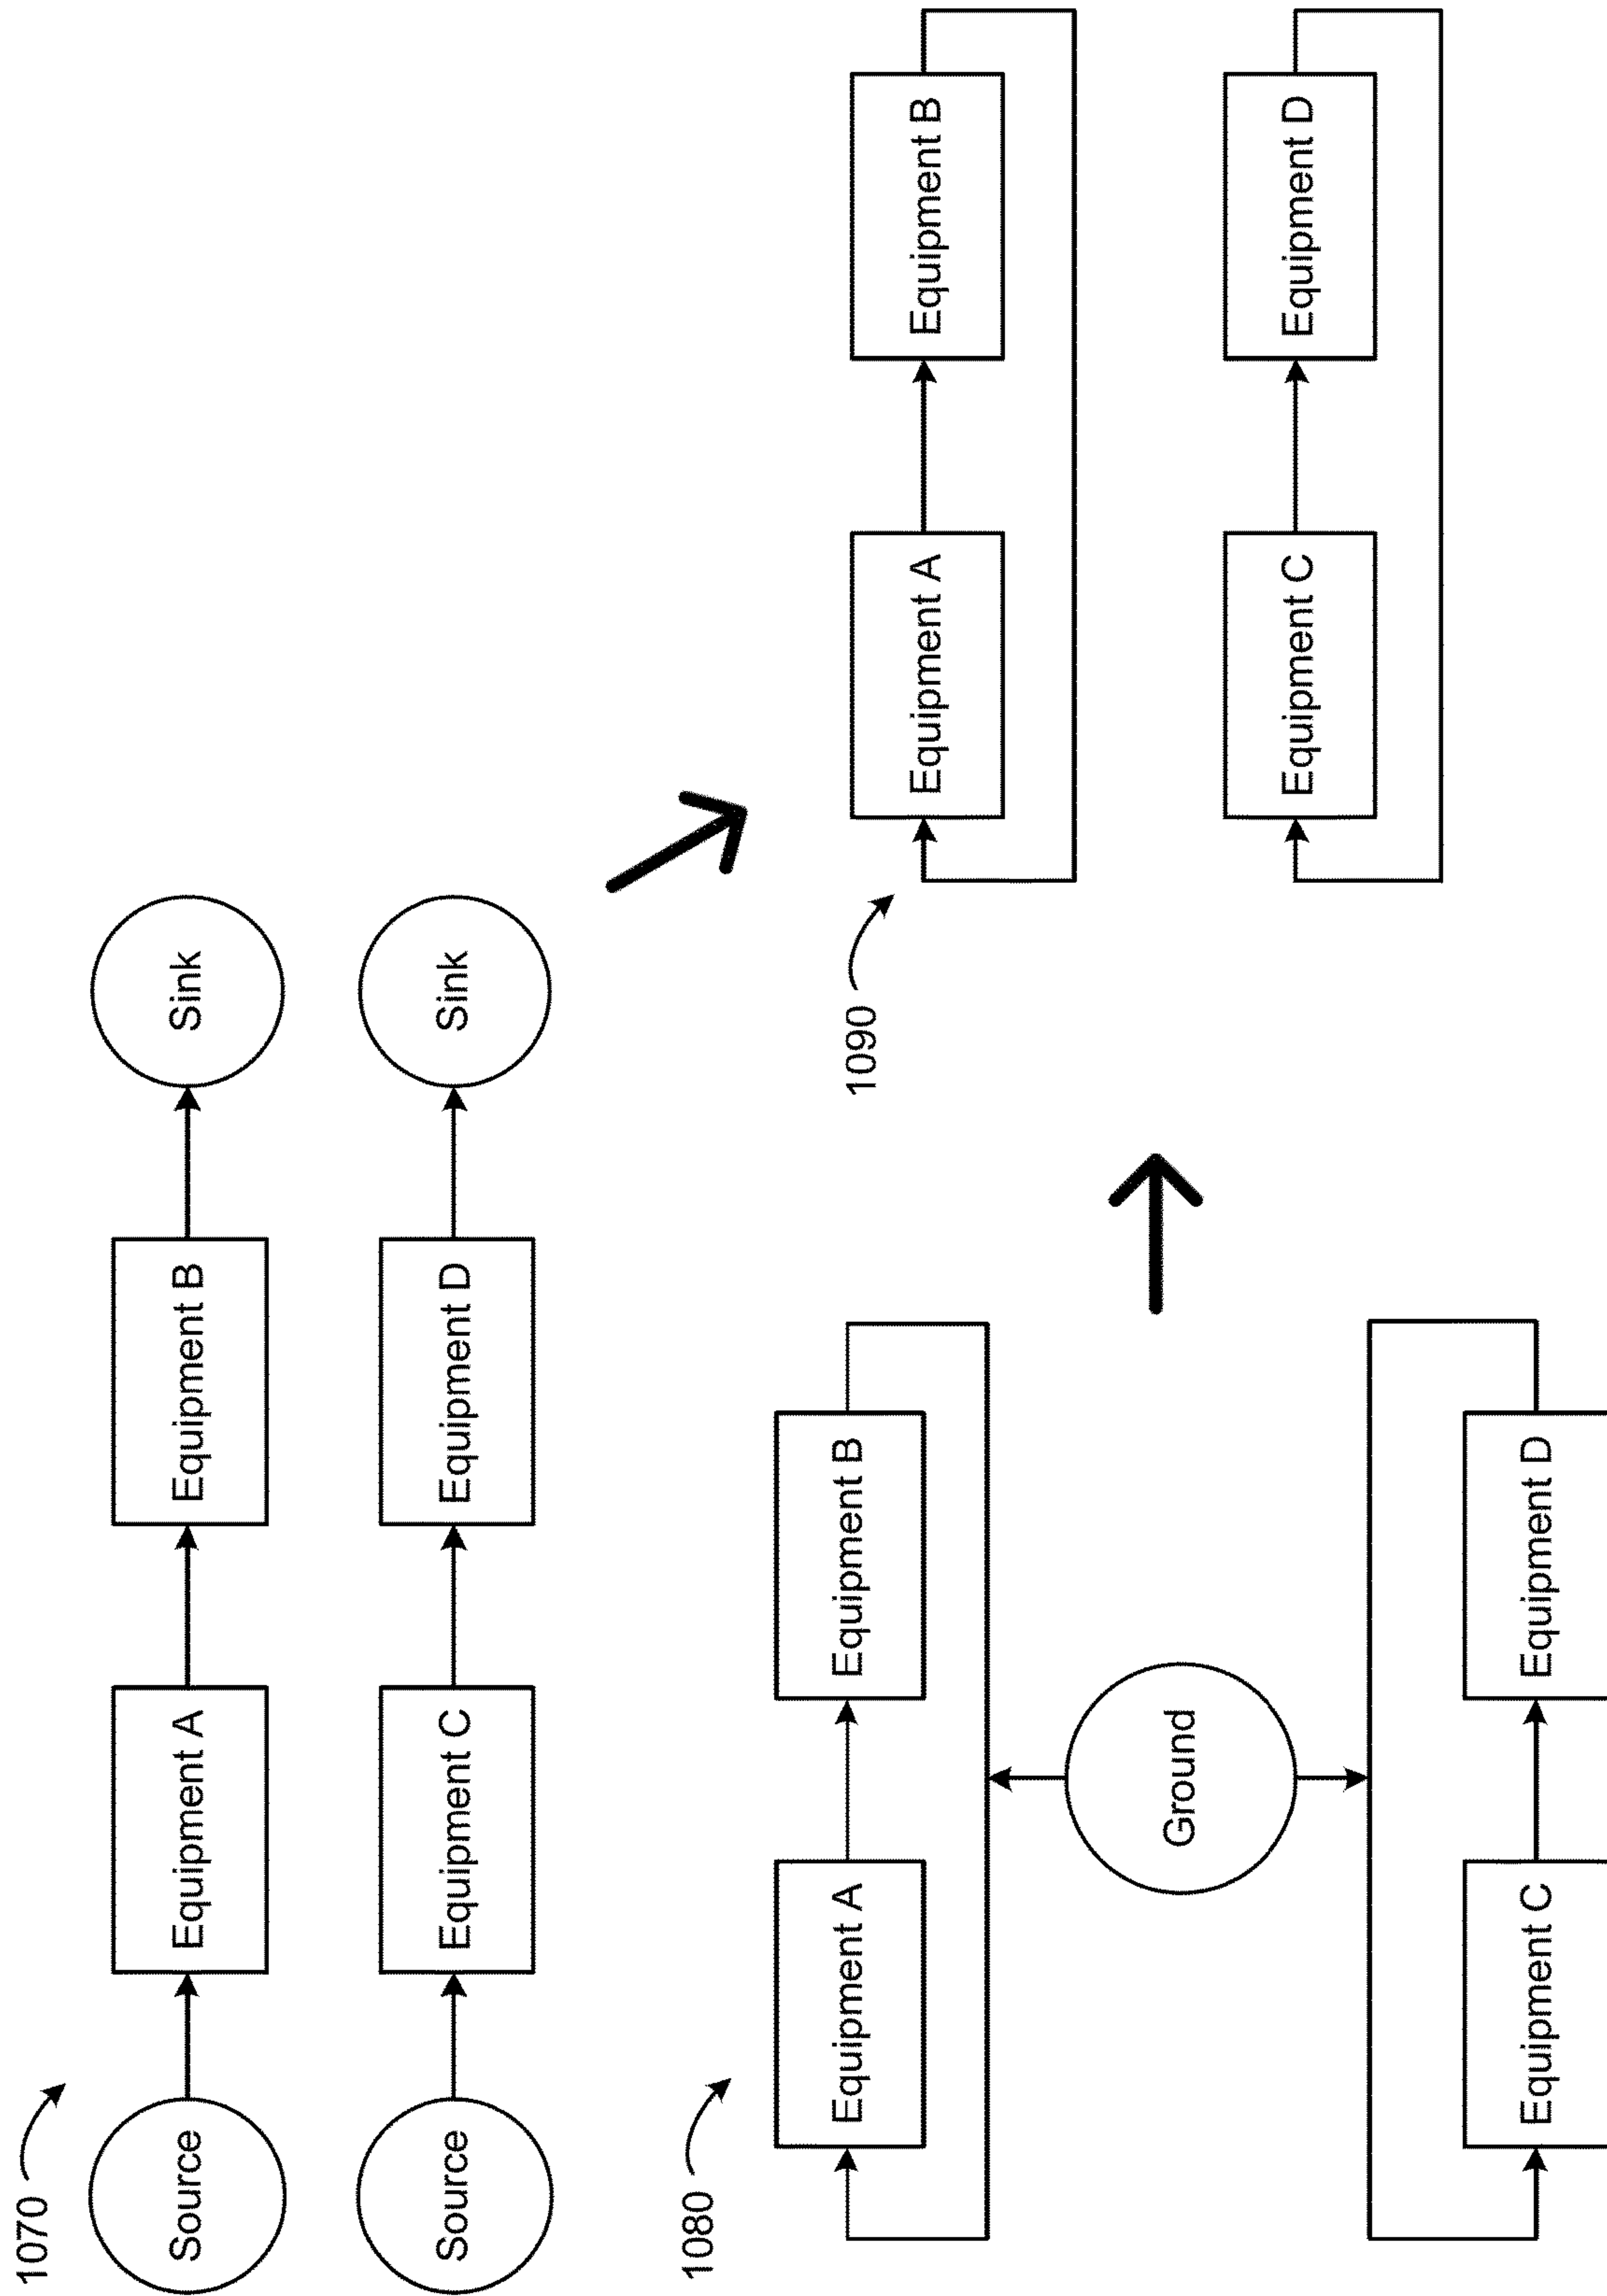 1070
Source
Equipment A
Equipment B
Sink
Source
Equipment C
Equipment D
Sink
1080
Equipment A
Equipment B
Ground
Equipment C
Equipment D
1090
Equipment A
Equipment B
Equipment C
Equipment D